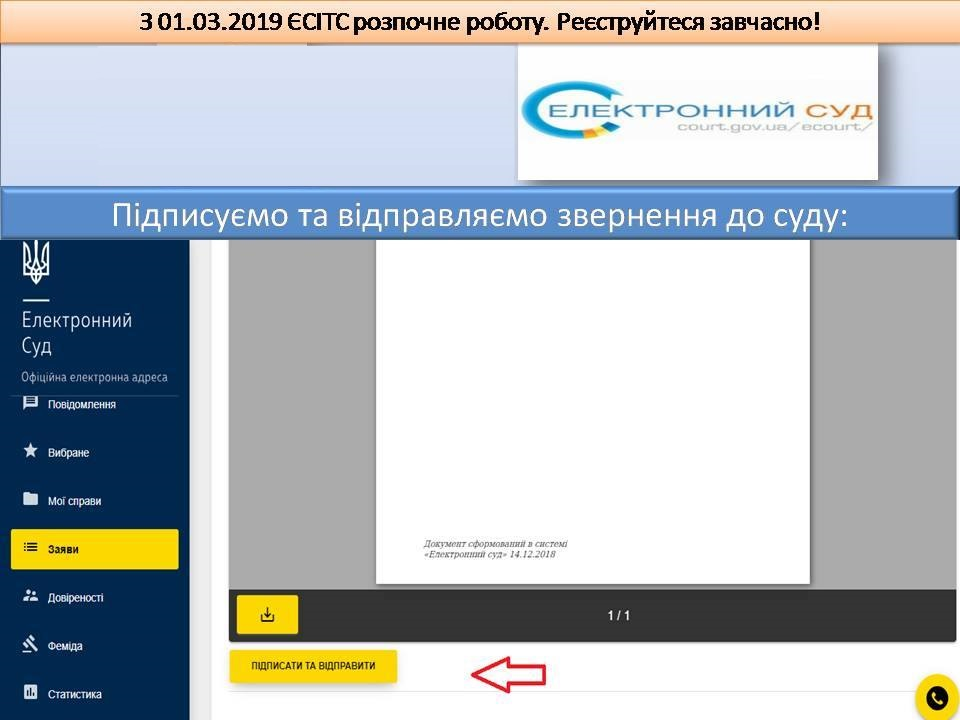 З 01.03.2019 ЄСІТС розпочне роботу. Реєструйтеся завчасно!
ЕЛЕКТРОННИЙ СУД
court.gov.ua/ecourt/
Підписуємо та відправляємо звернення до суду:
Електронний
Суд
Офіційна електронна адреса
Повідомлення
Вибране
Мої справи
Заяви
Довіреності
Феміда
Статистика
Документ сформований в системі
«Електронний суд» 14.12.2018
1 / 1
ПІДПИСАТИ ТА ВІДПРАВИТИ